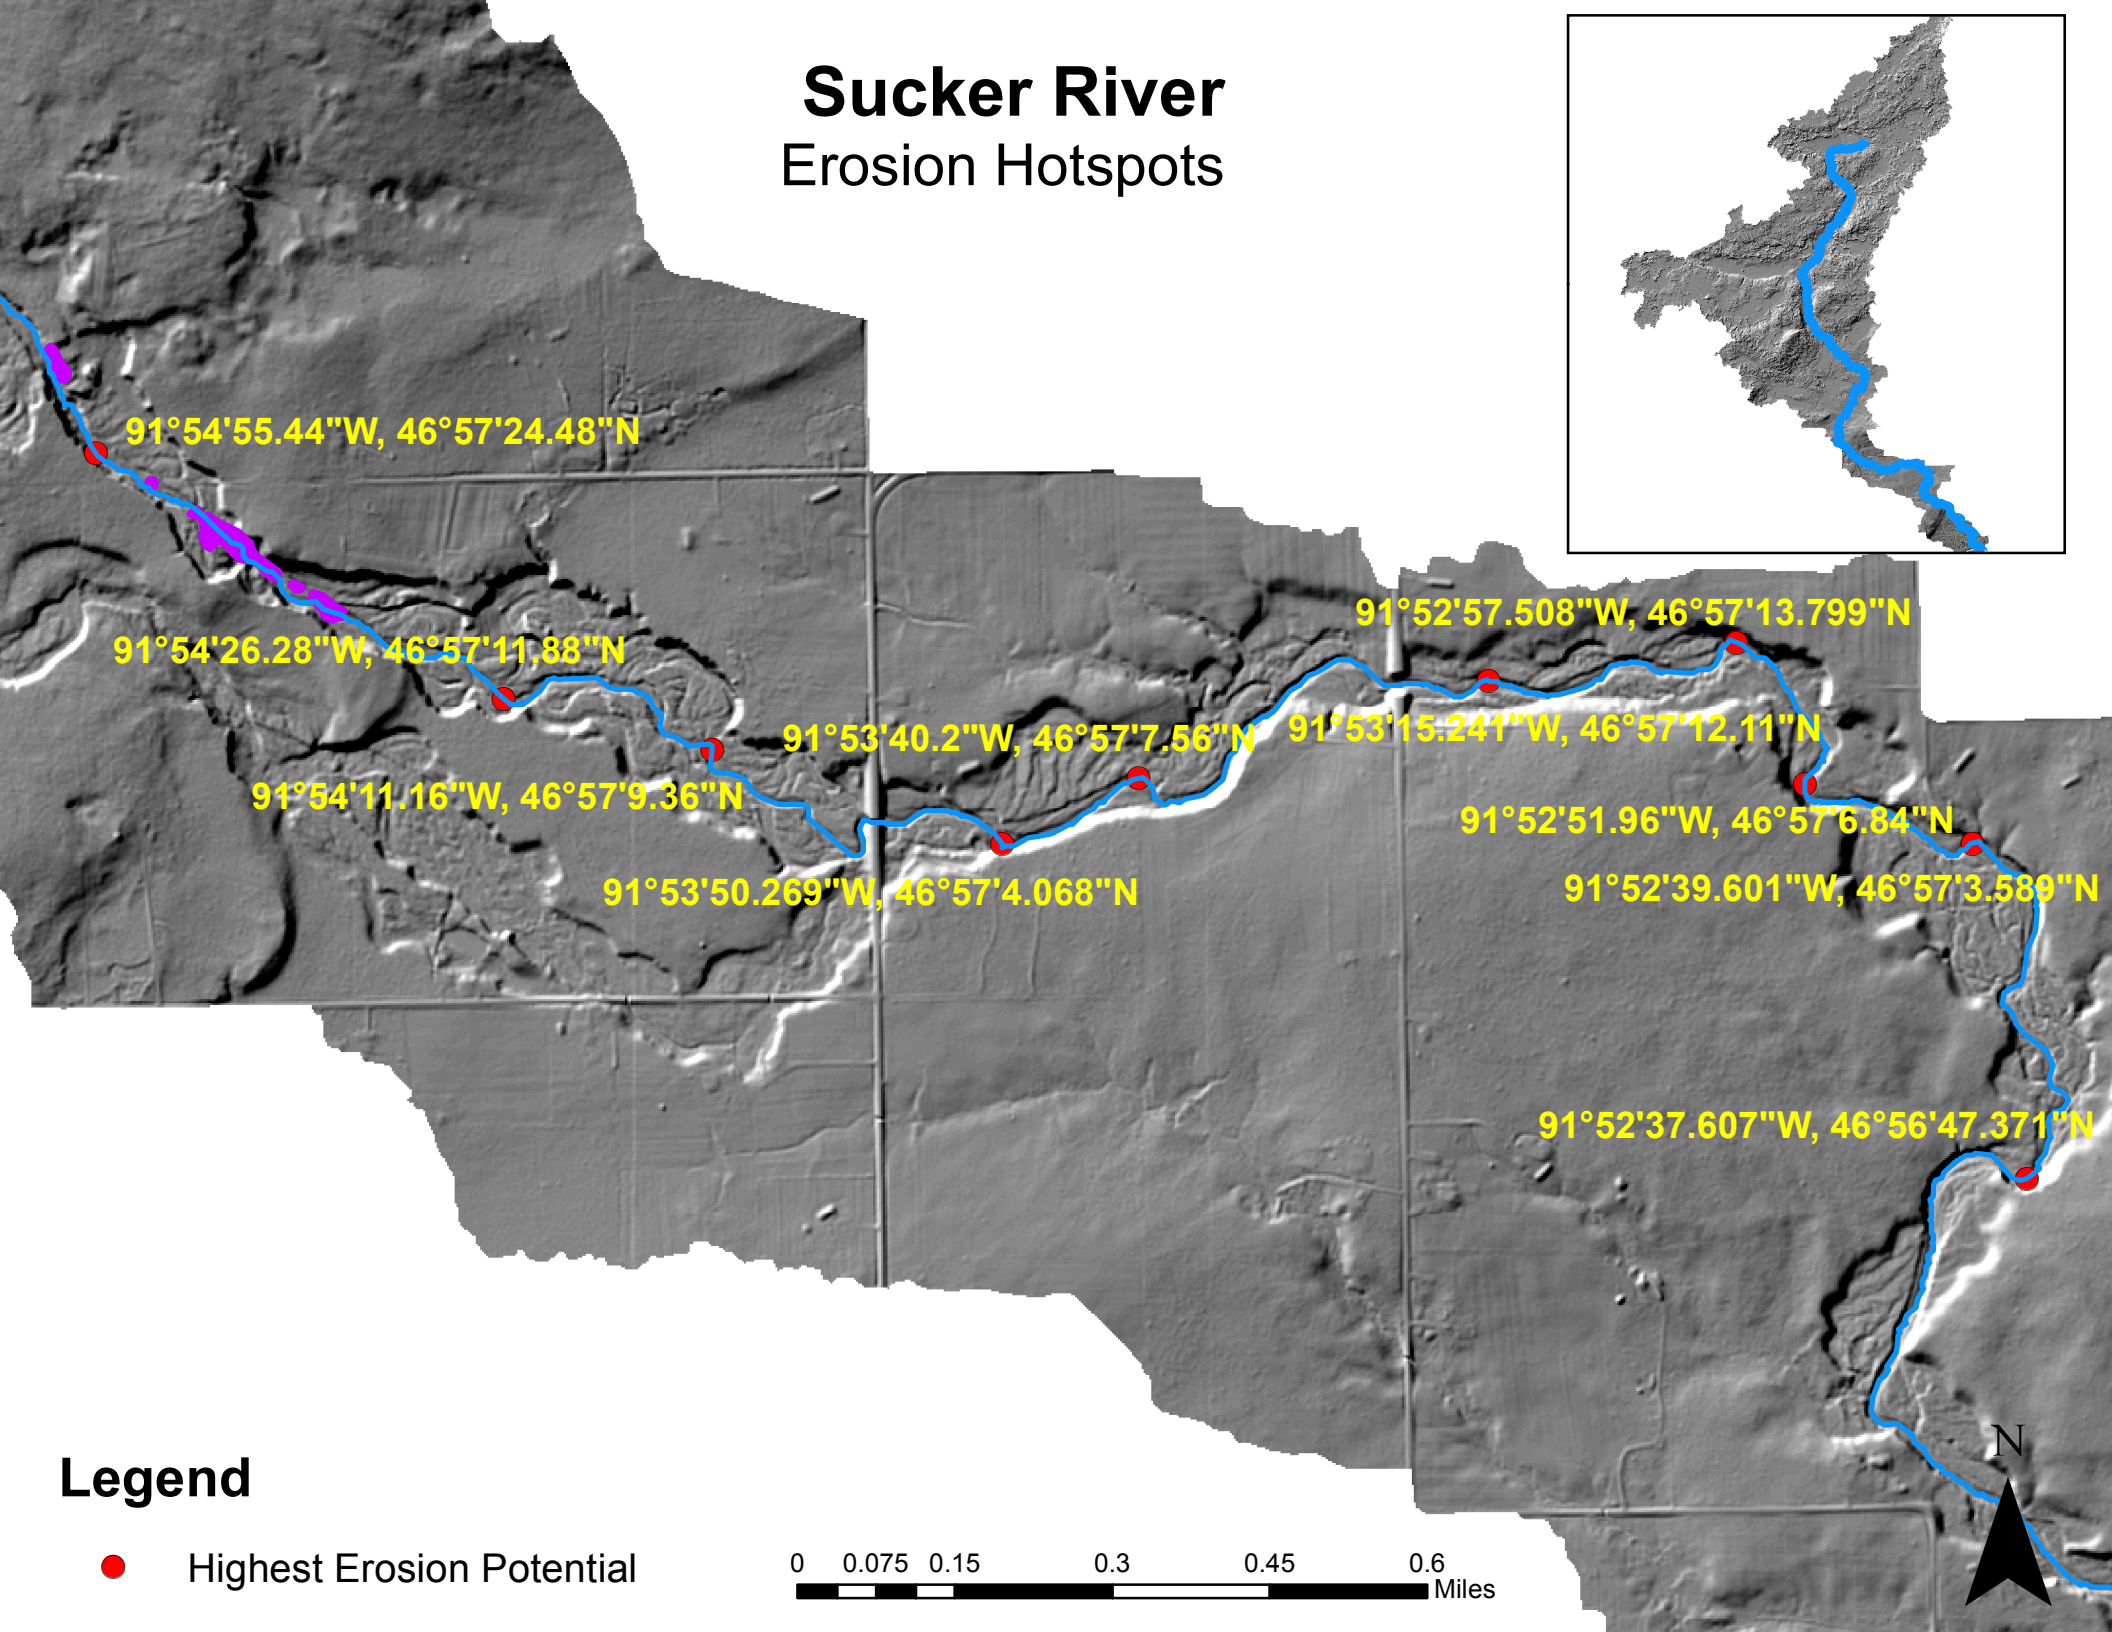 Sucker River
Erosion Hotspots
91°54'55.44"W, 46°57'24.48"N
91°52'57.508"W, 46°57'13.799"N
91°54'26.28"W, 46°57'11.88"N
91°53'40.2"W, 46°57'7.56"N
91°53'15.241"W, 46°57'12.11"N
91°54'11.16"W, 46°57'9.36"N
91°52'51.96"W, 46°57'6.84"N
91°53'50.269"W, 46°57'4.068"N
91°52'39.601"W, 46°57'3.589"N
91°52'37.607"W, 46°56'47.371"N
N
Legend
Highest Erosion Potential
0 0.075 0.15 0.3 0.45 0.6
Miles